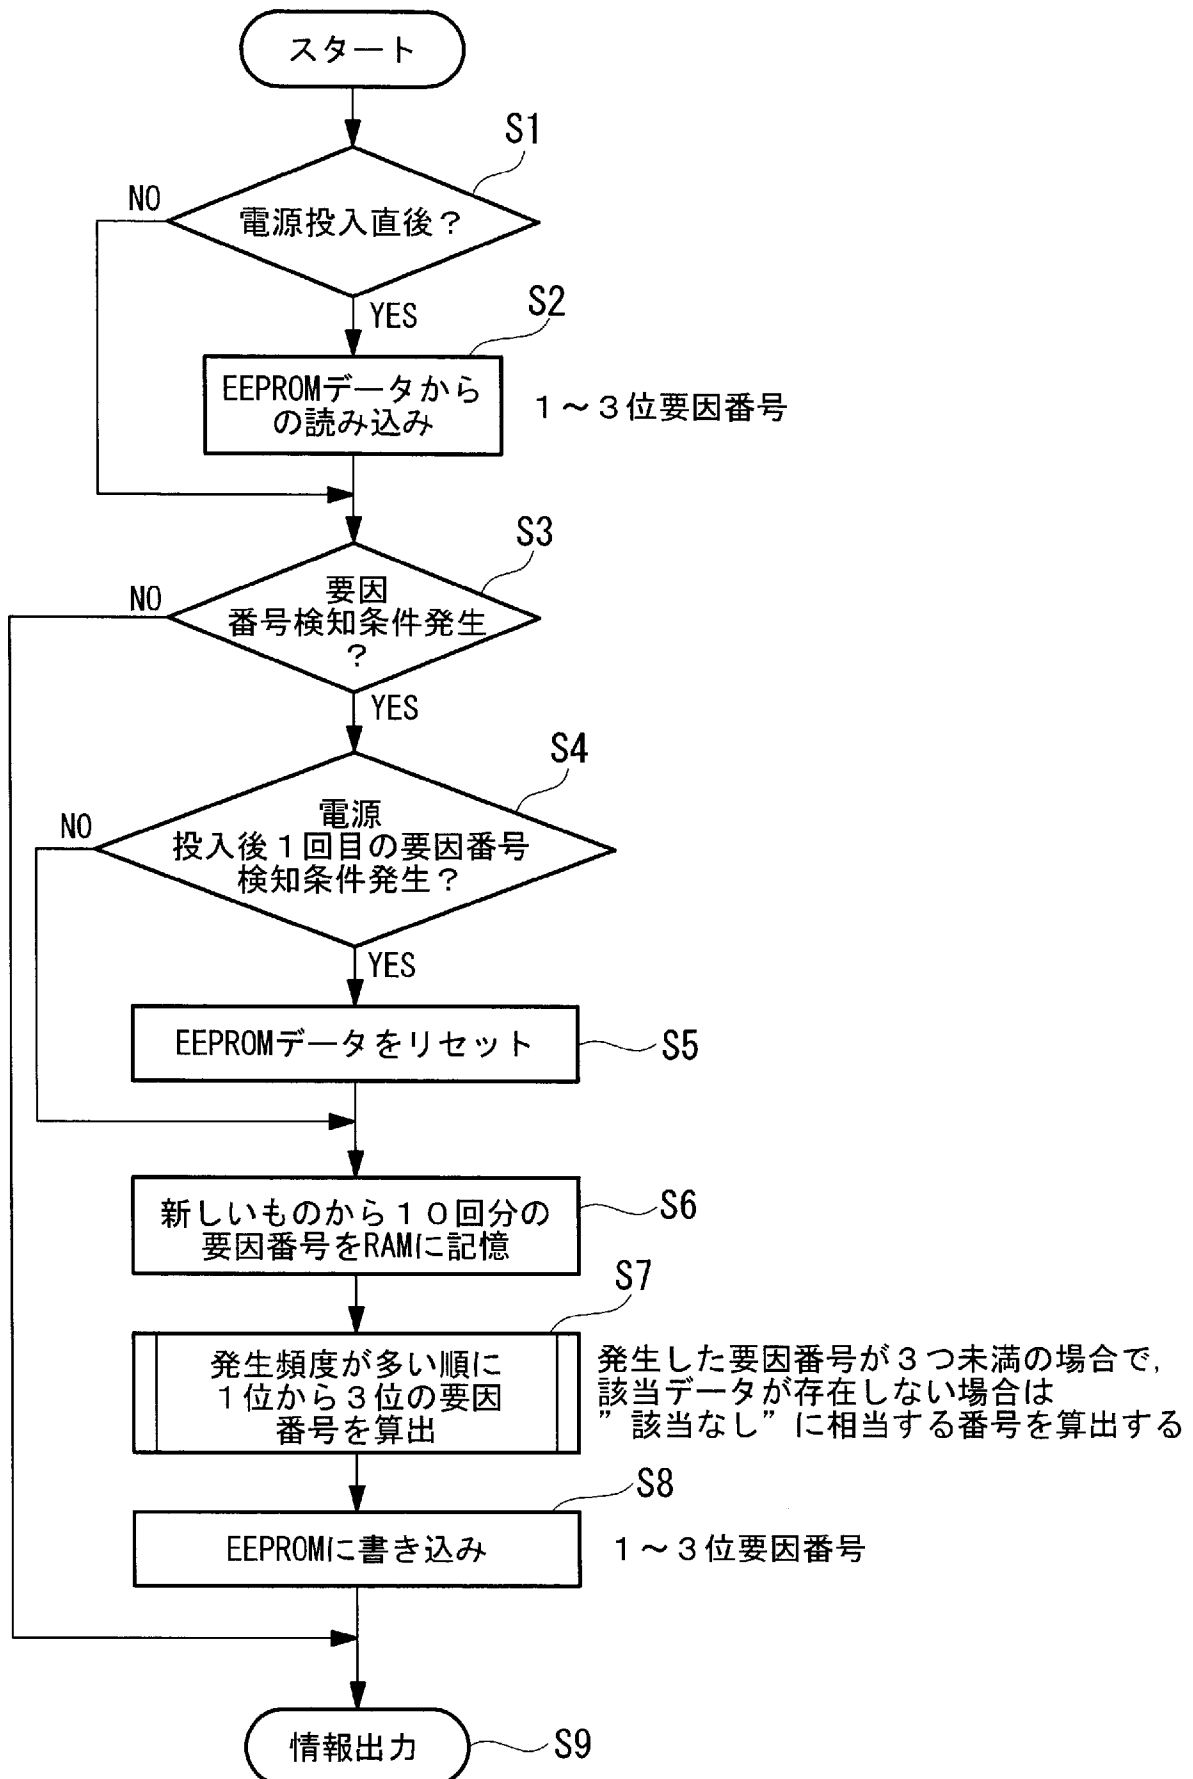 スタート
S1
NO
電源投入直後？
YES
S2
EEPROMデータから
の読み込み
１～３位要因番号
S3
NO
要因
番号検知条件発生
？
YES
S4
NO
電源
投入後１回目の要因番号
検知条件発生？
YES
EEPROMデータをリセット
S5
新しいものから１０回分の
要因番号をRAMに記憶
S6
S7
発生頻度が多い順に
１位から３位の要因
番号を算出
発生した要因番号が３つ未満の場合で,
該当データが存在しない場合は
”該当なし”に相当する番号を算出する
S8
EEPROMに書き込み
１～３位要因番号
情報出力
S9